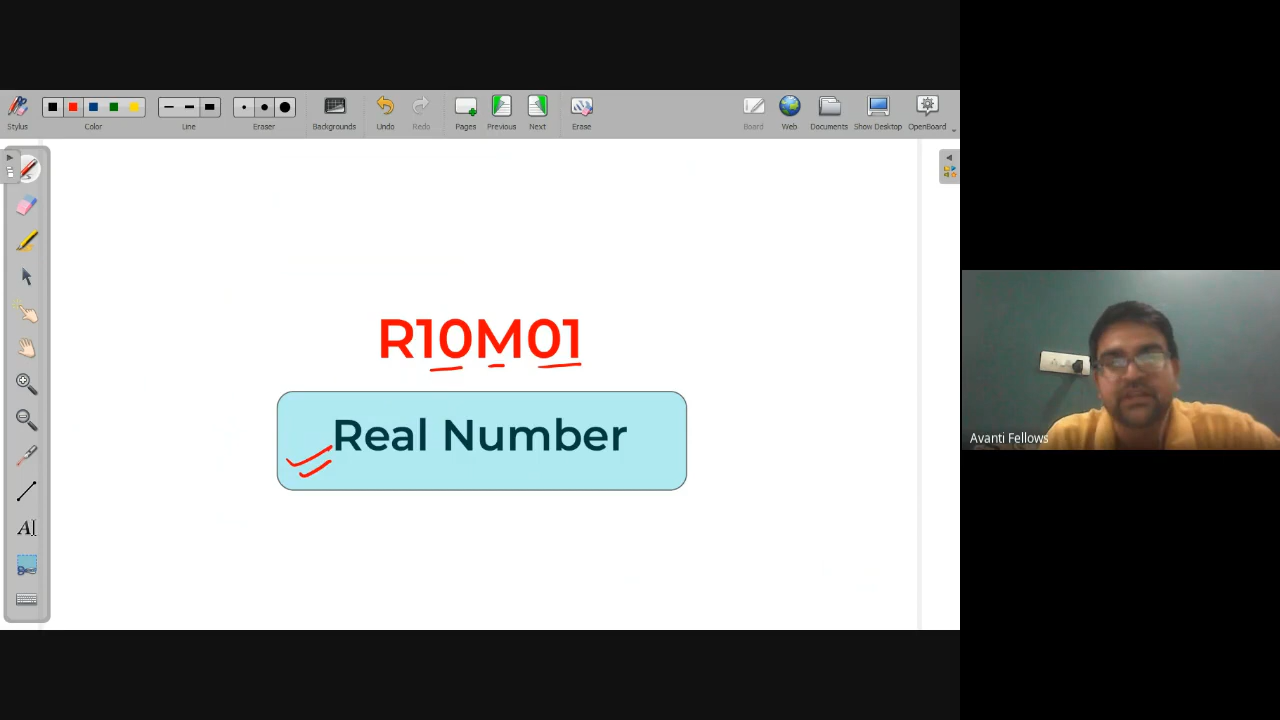 Stylus Color Line Eraser Backgrounds Undo Redo Pages Previous Next Erase Board Web Documents Show Desktop OpenBoard
R10M01
Real Number
Avanti Fellows